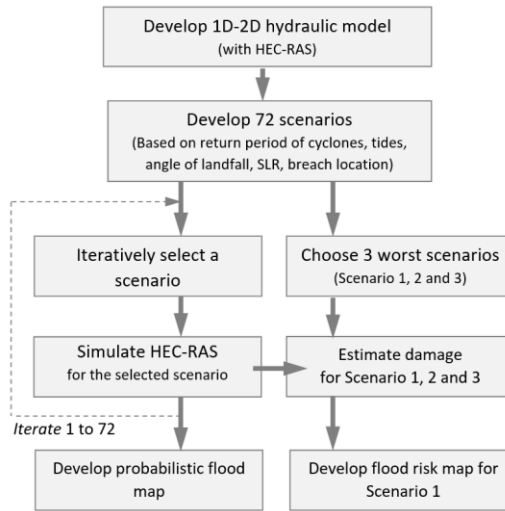 Develop 1D-2D hydraulic model
(with HEC-RAS)
Develop 72 scenarios
(Based on return period of cyclones, tides,
angle of landfall, SLR, breach location)
Iteratively select a
scenario
Choose 3 worst scenarios
(Scenario 1, 2 and 3)
Simulate HEC-RAS
for the selected scenario
Estimate damage
for Scenario 1, 2 and 3
Iterate 1 to 72
Develop probabilistic flood
map
Develop flood risk map for
Scenario 1